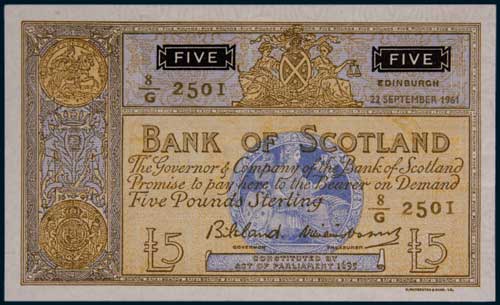 FIVE FIVE
8/G 2501 EDINBURGH
22 SEPTEMBER 1961
BANK OF SCOTLAND
The Governor & Company of the Bank of Scotland
Promise to pay here to the Bearer on Demand
Five Pounds Sterling 8/G 2501
GOVERNOR TREASURER
£5 £5
CONSTITUTED BY
ACT OF PARLIAMENT 1695